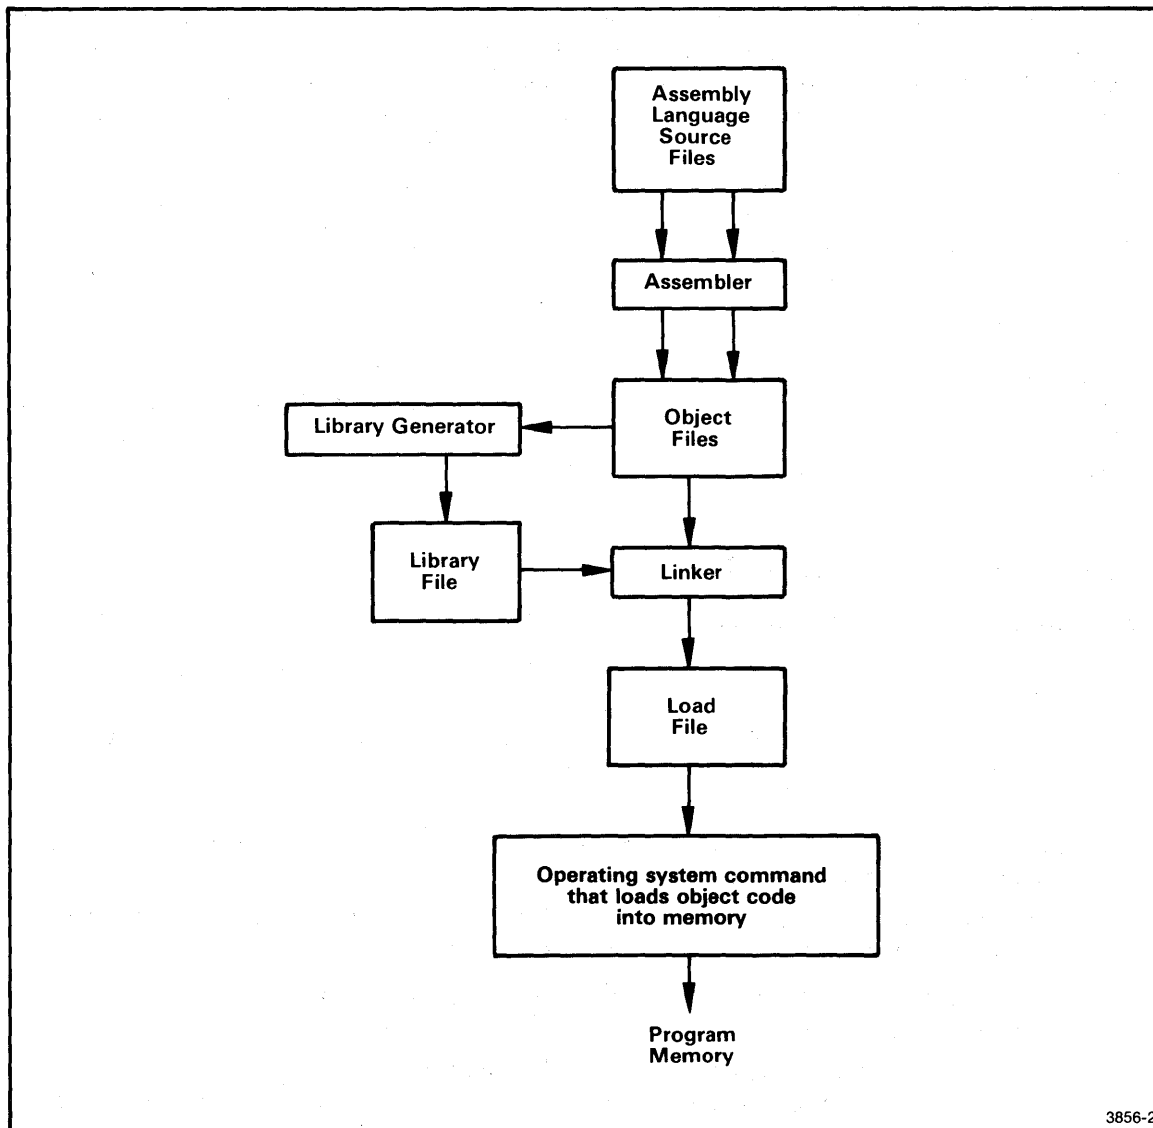 Assembly
Language
Source
Files
Assembler
Object
Files
Library Generator
Library
File
Linker
Load
File
Operating system command
that loads object code
into memory
Program
Memory
3856-2